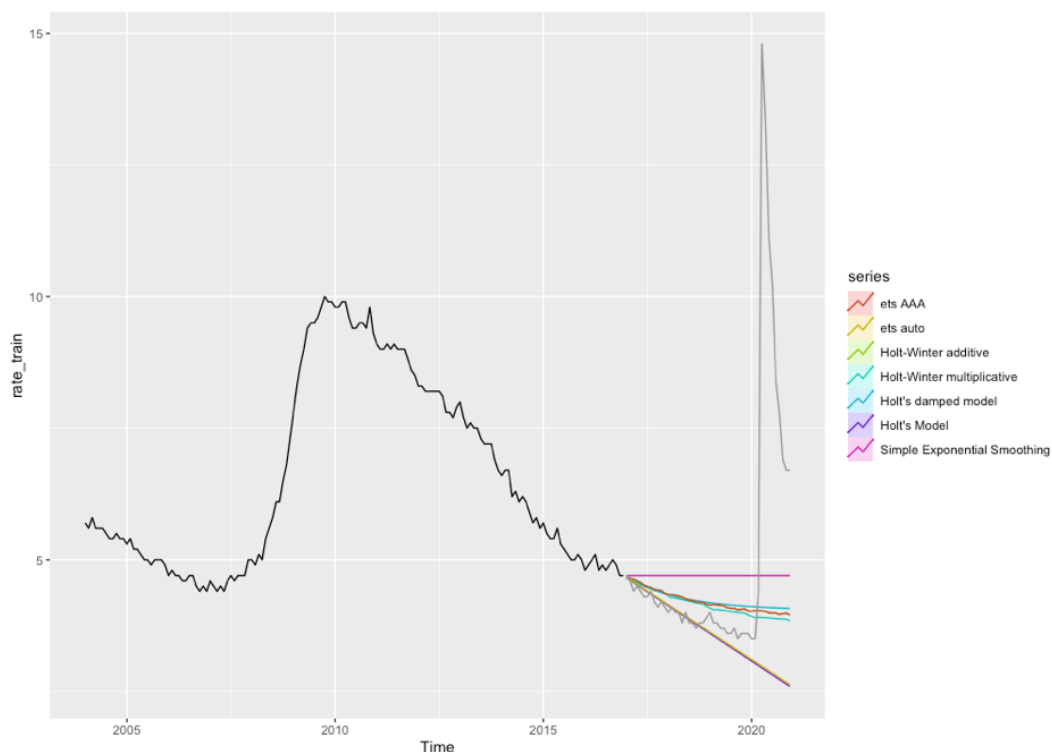 15
10
5
rate_train
2005
2010
2015
2020
Time
series
ets AAA
ets auto
Holt-Winter additive
Holt-Winter multiplicative
Holt's damped model
Holt's Model
Simple Exponential Smoothing